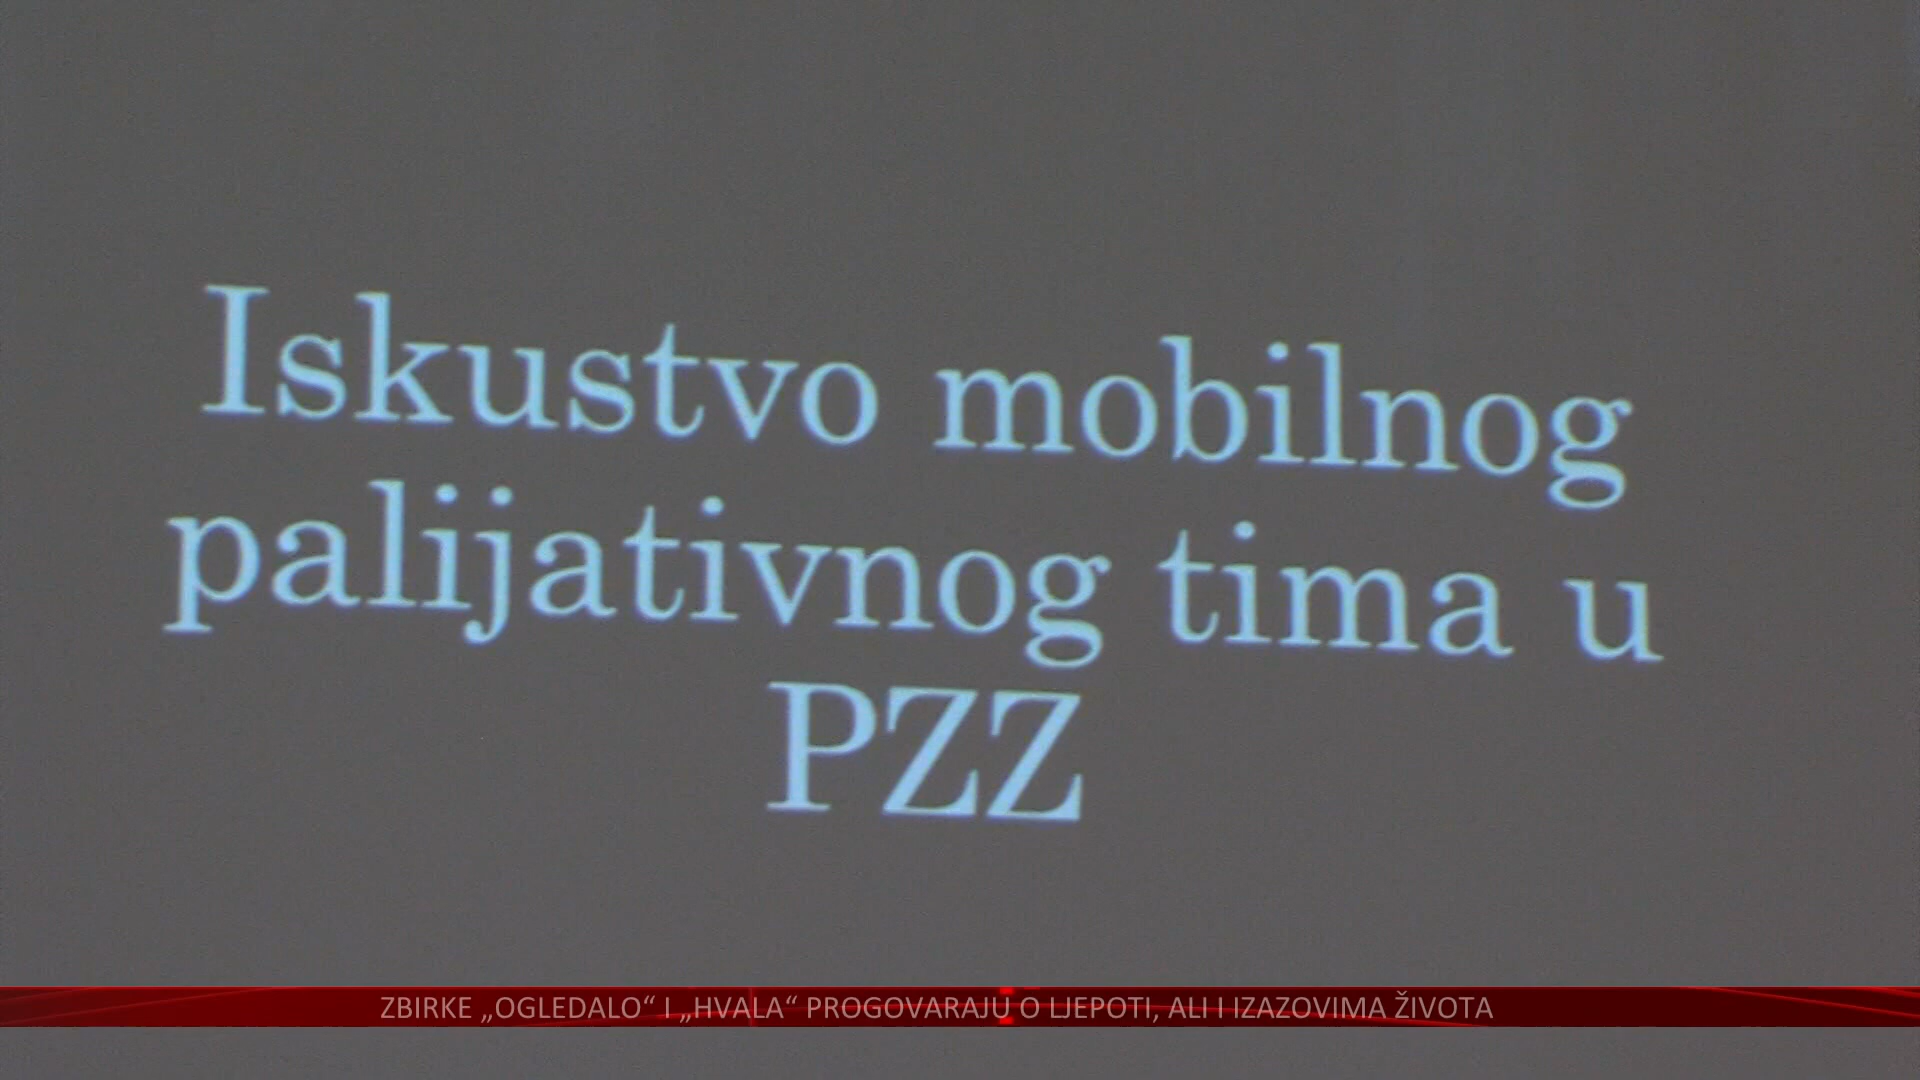 Iskustvo mobilnog
palijativnog tima u
PZZ
ZBIRKE „OGLEDALO“ I „HVALA“ PROGOVARAJU O LJEPOTI, ALI I IZAZOVIMA ŽIVOTA